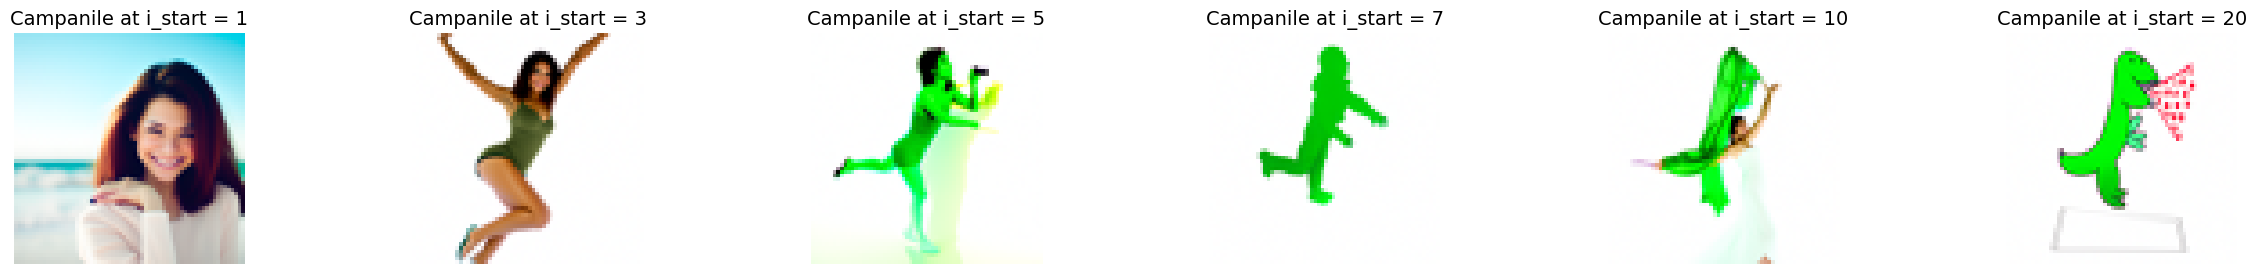 Campanile at i_start = 1
Campanile at i_start = 3
Campanile at i_start = 5
Campanile at i_start = 7
Campanile at i_start = 10
Campanile at i_start = 20